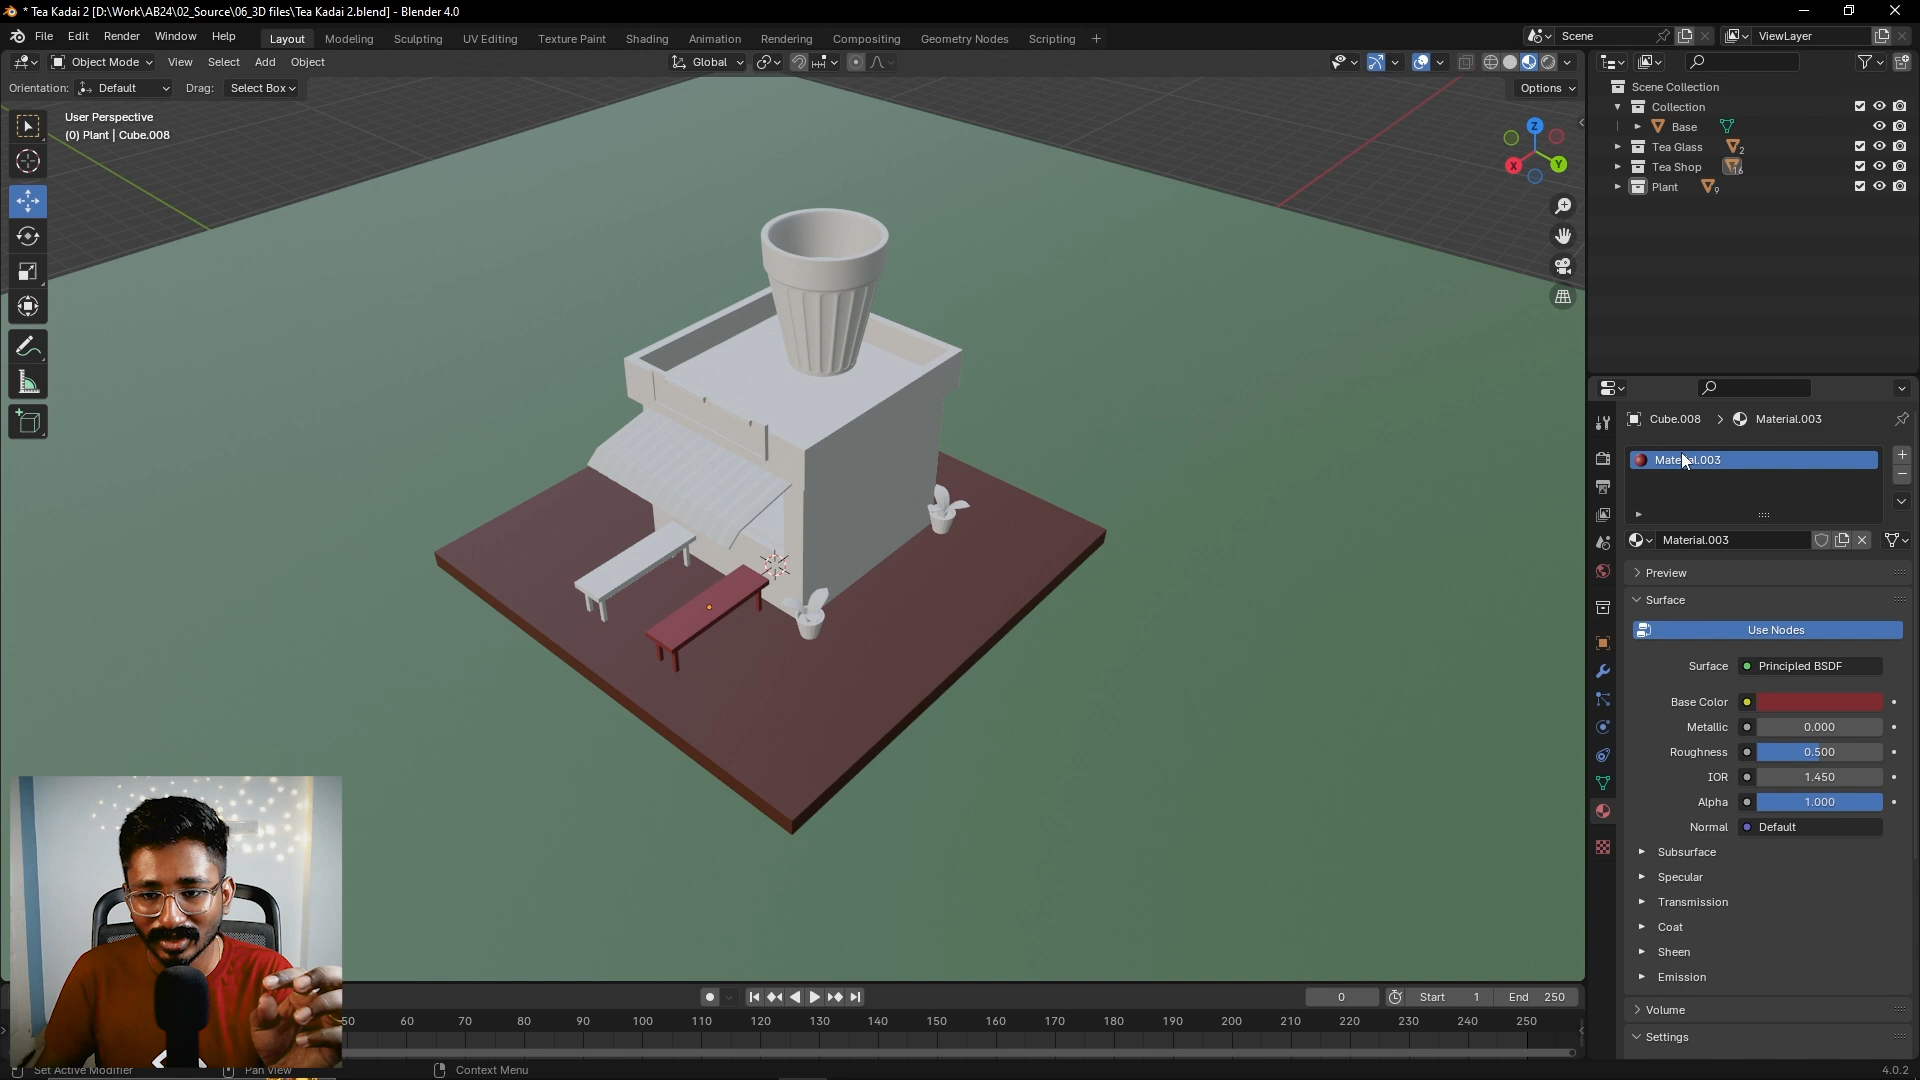 * Tea Kadai 2 [D:\Work\AB24\02_Source\06_3D files\Tea Kadai 2.blend] - Blender 4.0
File Edit Render Window Help
Layout Modeling Sculpting UV Editing Texture Paint Shading Animation Rendering Compositing Geometry Nodes Scripting +
Scene
ViewLayer
Object Mode View Select Add Object
Global
Orientation: Default Drag: Select Box
Options
User Perspective
(0) Plant | Cube.008
Z
X
Y
Scene Collection
Collection
Base
Tea Glass 2
Tea Shop 16
Plant 9
Cube.008 > Material.003
Material.003
Material.003
Preview
Surface
Use Nodes
Surface Principled BSDF
Base Color
Metallic 0.000
Roughness 0.500
IOR 1.450
Alpha 1.000
Normal Default
Subsurface
Specular
Transmission
Coat
Sheen
Emission
Volume
Settings
0 Start 1 End 250
50 60 70 80 90 100 110 120 130 140 150 160 170 180 190 200 210 220 230 240 250
Set Active Modifier Pan View Context Menu
4.0.2